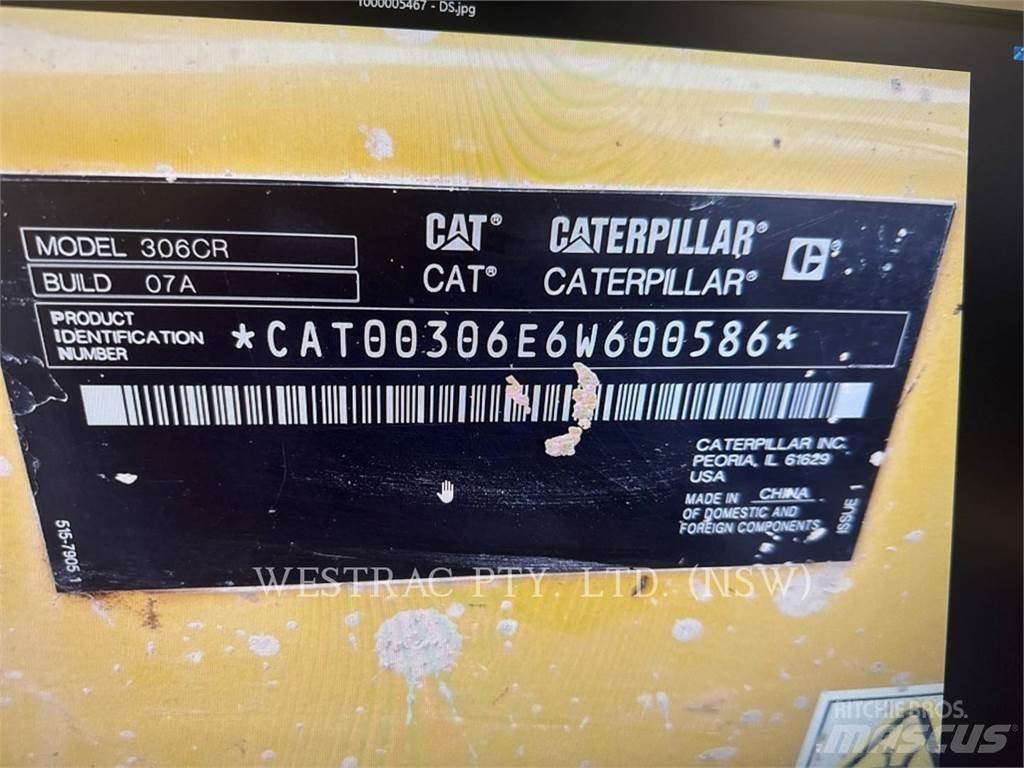 1000005467 - DS.jpg
MODEL 306CR
BUILD 07A
CAT® CATERPILLAR® C®
CAT® CATERPILLAR®
PRODUCT
IDENTIFICATION
NUMBER
*CAT00306E6W600586*
CATERPILLAR INC.
PEORIA, IL 61629
USA
MADE IN CHINA
OF DOMESTIC AND
FOREIGN COMPONENTS
ISSUE 1
515-7905 1
WESTRAC PTY. LTD. (NSW)
RITCHIE BROS.
MASCUS